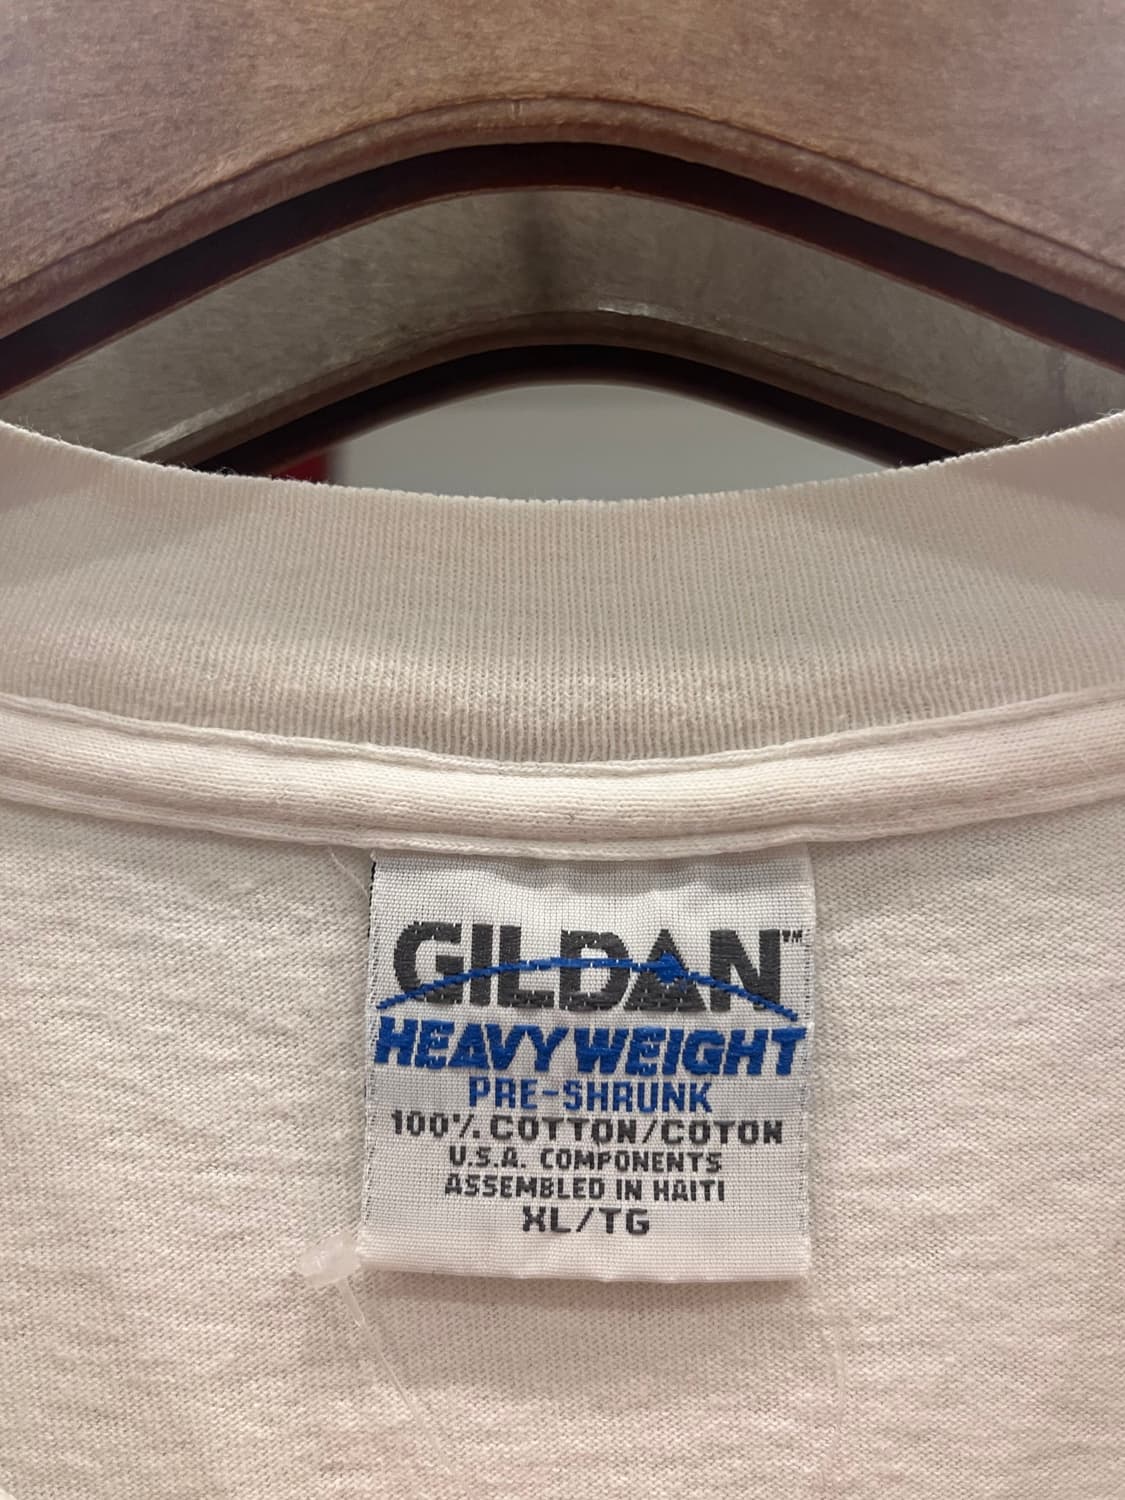 GILDAN™
HEAVYWEIGHT
PRE-SHRUNK
100% COTTON/COTON
U.S.A. COMPONENTS
ASSEMBLED IN HAITI
XL/TG